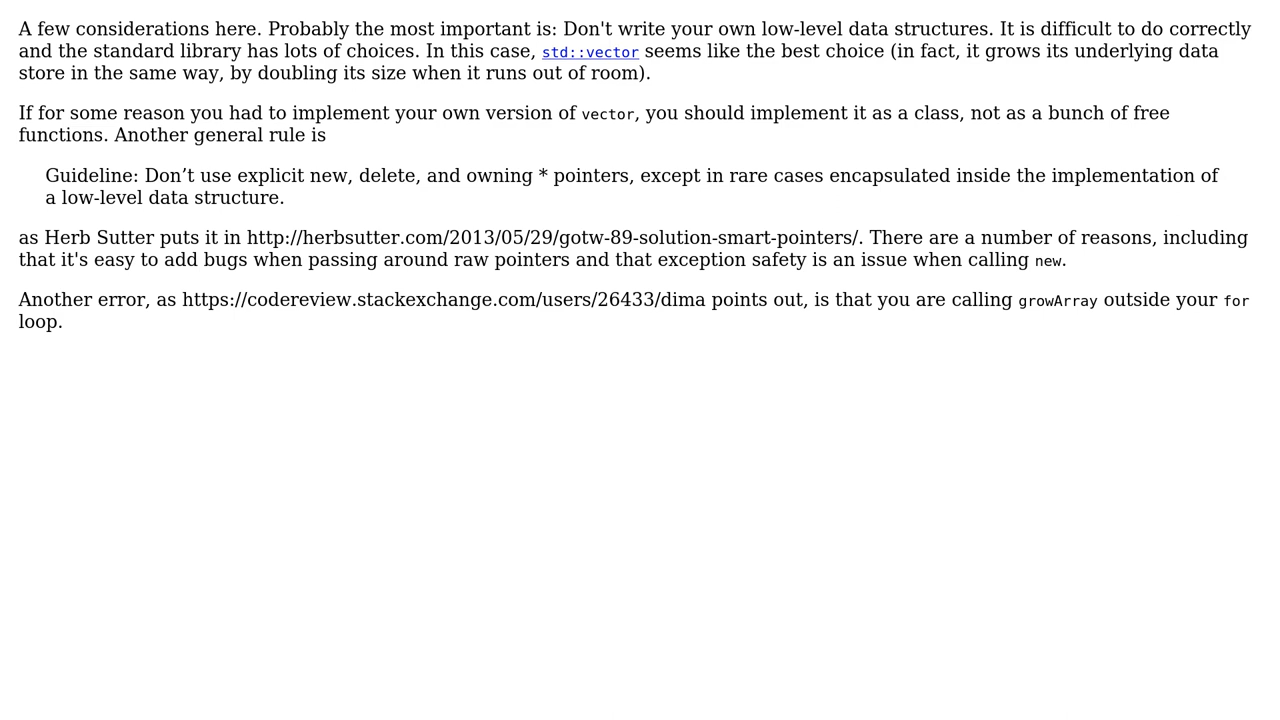 A few considerations here. Probably the most important is: Don't write your own low-level data structures. It is difficult to do correctly
and the standard library has lots of choices. In this case, std::vector seems like the best choice (in fact, it grows its underlying data
store in the same way, by doubling its size when it runs out of room).
If for some reason you had to implement your own version of vector, you should implement it as a class, not as a bunch of free
functions. Another general rule is
Guideline: Don’t use explicit new, delete, and owning * pointers, except in rare cases encapsulated inside the implementation of
a low-level data structure.
as Herb Sutter puts it in http://herbsutter.com/2013/05/29/gotw-89-solution-smart-pointers/. There are a number of reasons, including
that it's easy to add bugs when passing around raw pointers and that exception safety is an issue when calling new.
Another error, as https://codereview.stackexchange.com/users/26433/dima points out, is that you are calling growArray outside your for
loop.